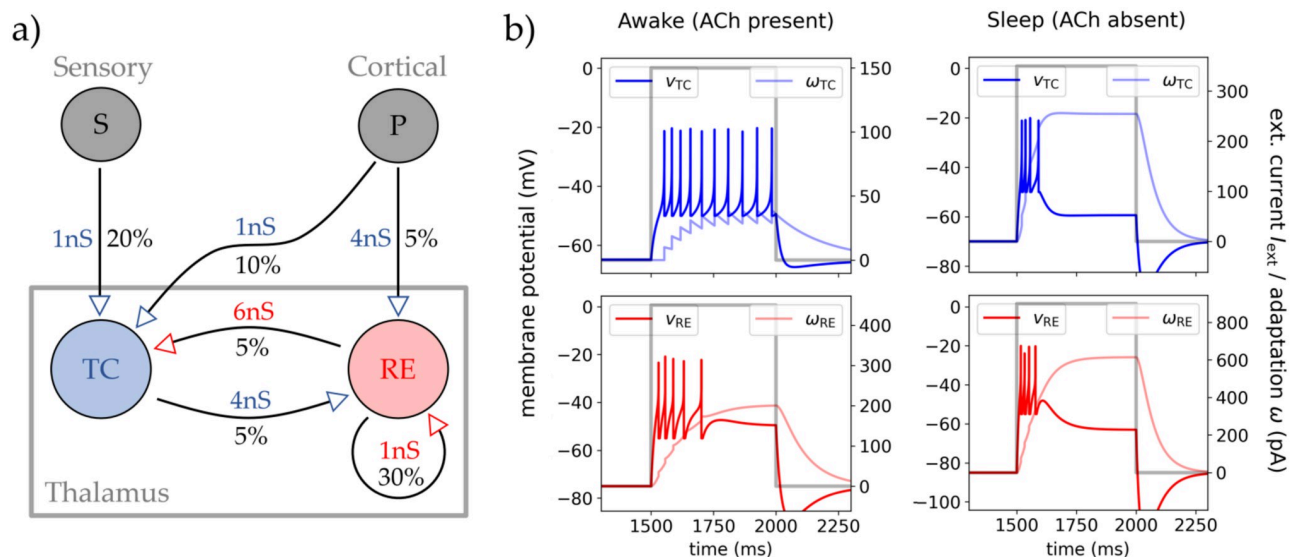 a)
Sensory
Cortical
S
P
1nS
20%
1nS
10%
4nS
5%
6nS
5%
TC
RE
4nS
5%
1nS
30%
Thalamus
b)
Awake (ACh present)
Sleep (ACh absent)
membrane potential (mV)
0
−20
−40
−60
v_TC
ω_TC
150
100
50
0
0
−20
−40
−60
−80
v_TC
ω_TC
300
200
100
0
0
−20
−40
−60
−80
v_RE
ω_RE
400
300
200
100
0
1500
1750
2000
2250
time (ms)
0
−20
−40
−60
−80
−100
v_RE
ω_RE
800
600
400
200
0
1500
1750
2000
2250
time (ms)
ext. current I_ext / adaptation ω (pA)